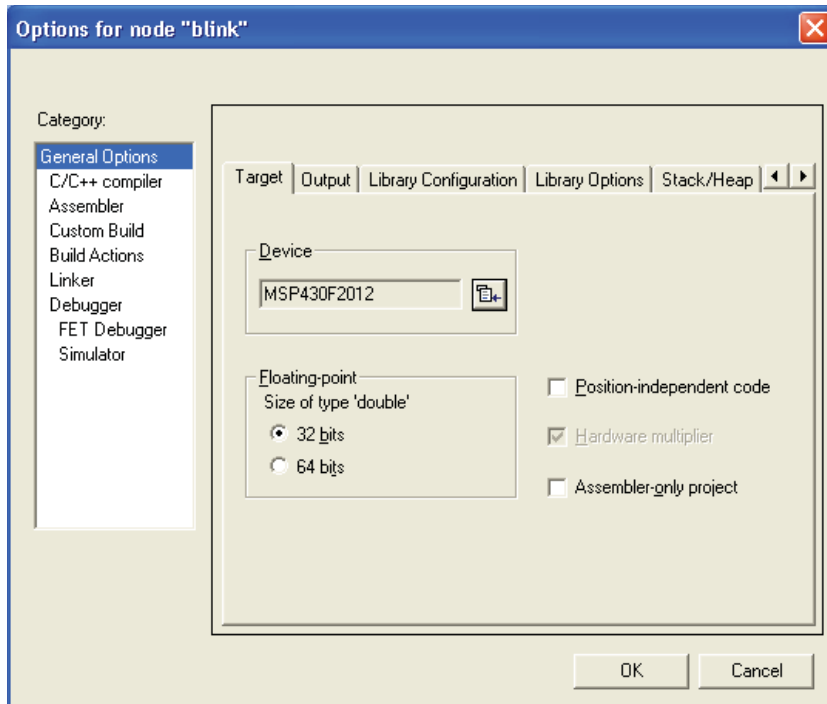 Options for node "blink"
Category:
General Options
C/C++ compiler
Assembler
Custom Build
Build Actions
Linker
Debugger
FET Debugger
Simulator
Target Output Library Configuration Library Options Stack/Heap
Device
MSP430F2012
Floating-point
Size of type 'double'
32 bits
64 bits
Position-independent code
Hardware multiplier
Assembler-only project
OK Cancel